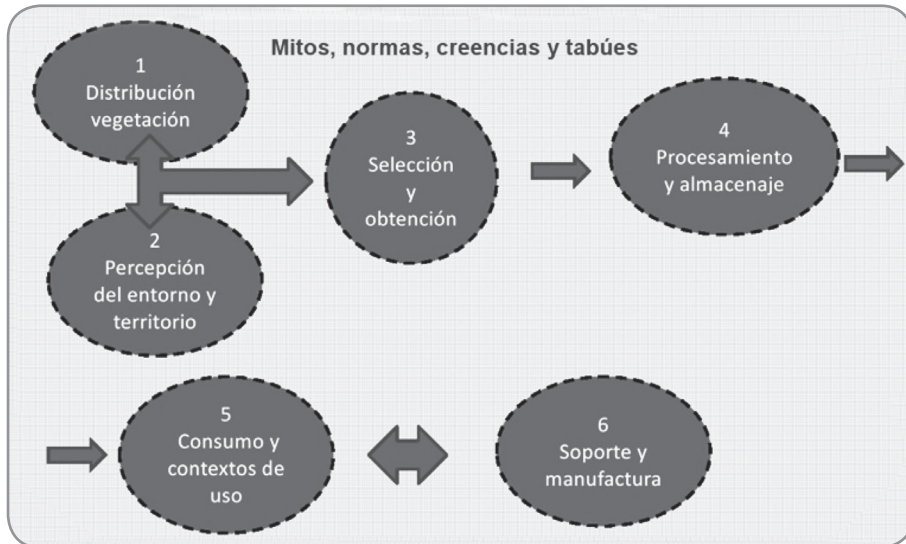 Mitos, normas, creencias y tabúes
1
Distribución
vegetación
2
Percepción
del entorno y
territorio
3
Selección
y
obtención
4
Procesamiento
y almacenaje
5
Consumo y
contextos de
uso
6
Soporte y
manufactura